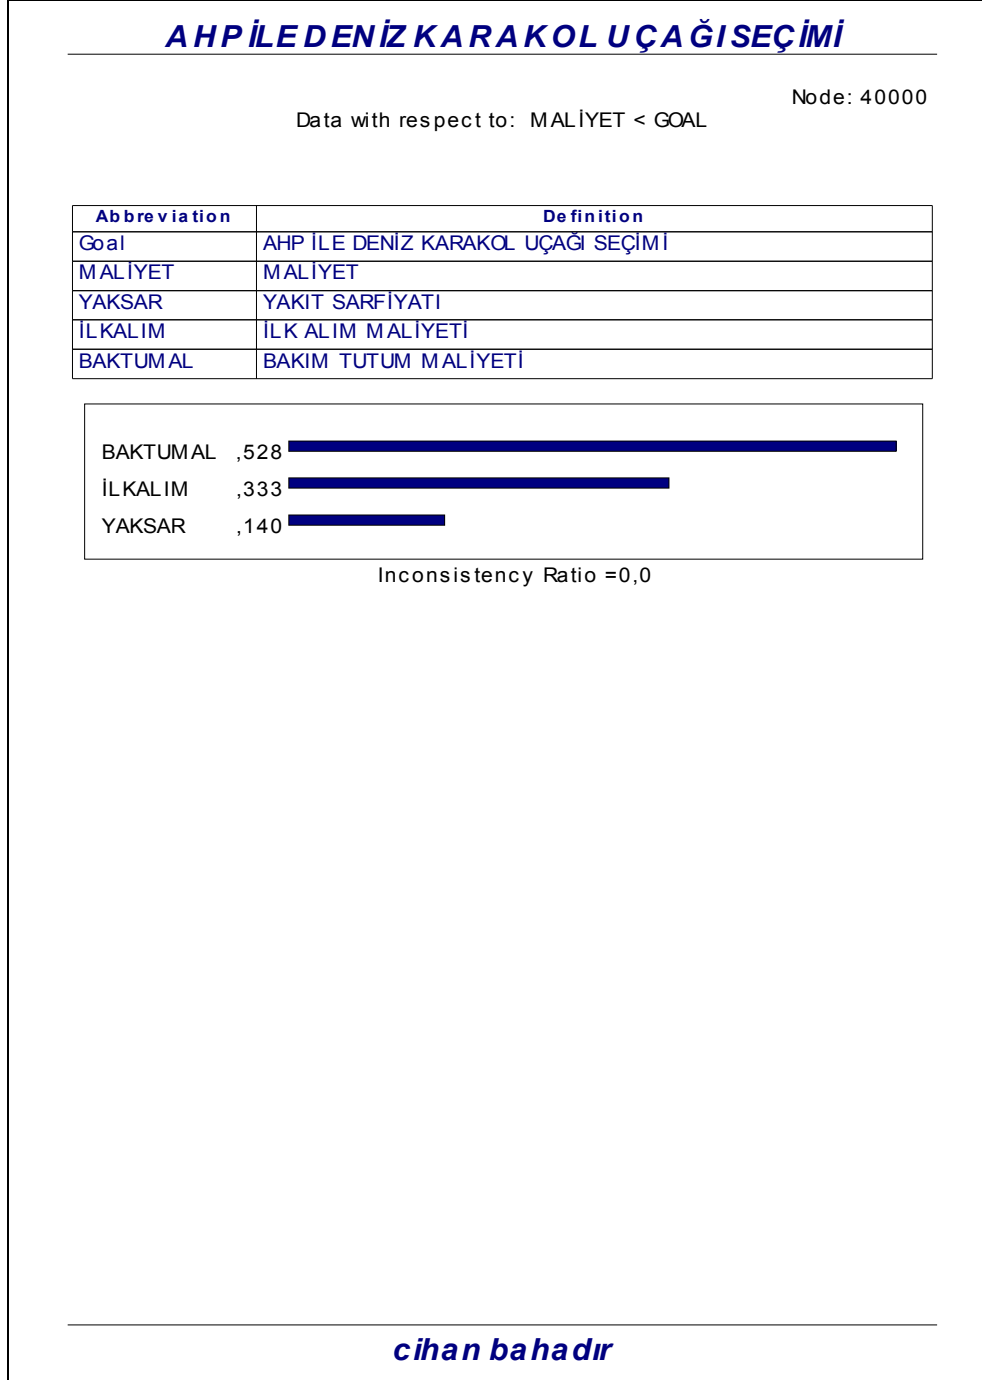 AHP İLE DENİZ KARAKOL UÇAĞI SEÇİMİ
Node: 40000
Data with respect to: MALİYET < GOAL
Abbreviation Definition
Goal AHP İLE DENİZ KARAKOL UÇAĞI SEÇİMİ
MALİYET MALİYET
YAKSAR YAKIT SARFİYATI
İLKALIM İLK ALIM MALİYETİ
BAKTUMAL BAKIM TUTUM MALİYETİ
BAKTUMAL ,528
İLKALIM ,333
YAKSAR ,140
Inconsistency Ratio =0,0
cihan bahadır